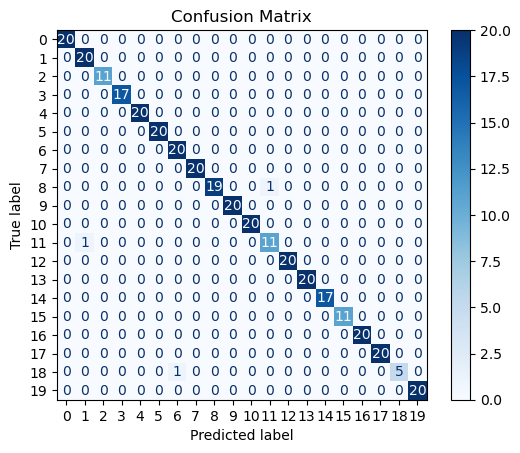 Confusion Matrix
0 20 0 0 0 0 0 0 0 0 0 0 0 0 0 0 0 0 0 0 0
1 0 20 0 0 0 0 0 0 0 0 0 0 0 0 0 0 0 0 0 0
2 0 0 11 0 0 0 0 0 0 0 0 0 0 0 0 0 0 0 0 0
3 0 0 0 17 0 0 0 0 0 0 0 0 0 0 0 0 0 0 0 0
4 0 0 0 0 20 0 0 0 0 0 0 0 0 0 0 0 0 0 0 0
5 0 0 0 0 0 20 0 0 0 0 0 0 0 0 0 0 0 0 0 0
6 0 0 0 0 0 0 20 0 0 0 0 0 0 0 0 0 0 0 0 0
7 0 0 0 0 0 0 0 20 0 0 0 0 0 0 0 0 0 0 0 0
8 0 0 0 0 0 0 0 0 19 0 0 1 0 0 0 0 0 0 0 0
9 0 0 0 0 0 0 0 0 0 20 0 0 0 0 0 0 0 0 0 0
10 0 0 0 0 0 0 0 0 0 0 20 0 0 0 0 0 0 0 0 0
11 0 1 0 0 0 0 0 0 0 0 0 11 0 0 0 0 0 0 0 0
12 0 0 0 0 0 0 0 0 0 0 0 0 20 0 0 0 0 0 0 0
13 0 0 0 0 0 0 0 0 0 0 0 0 0 20 0 0 0 0 0 0
14 0 0 0 0 0 0 0 0 0 0 0 0 0 0 17 0 0 0 0 0
15 0 0 0 0 0 0 0 0 0 0 0 0 0 0 0 11 0 0 0 0
16 0 0 0 0 0 0 0 0 0 0 0 0 0 0 0 0 20 0 0 0
17 0 0 0 0 0 0 0 0 0 0 0 0 0 0 0 0 0 20 0 0
18 0 0 0 0 0 0 1 0 0 0 0 0 0 0 0 0 0 0 5 0
19 0 0 0 0 0 0 0 0 0 0 0 0 0 0 0 0 0 0 0 20
0 1 2 3 4 5 6 7 8 9 10 11 12 13 14 15 16 17 18 19
Predicted label
True label
20.0
17.5
15.0
12.5
10.0
7.5
5.0
2.5
0.0